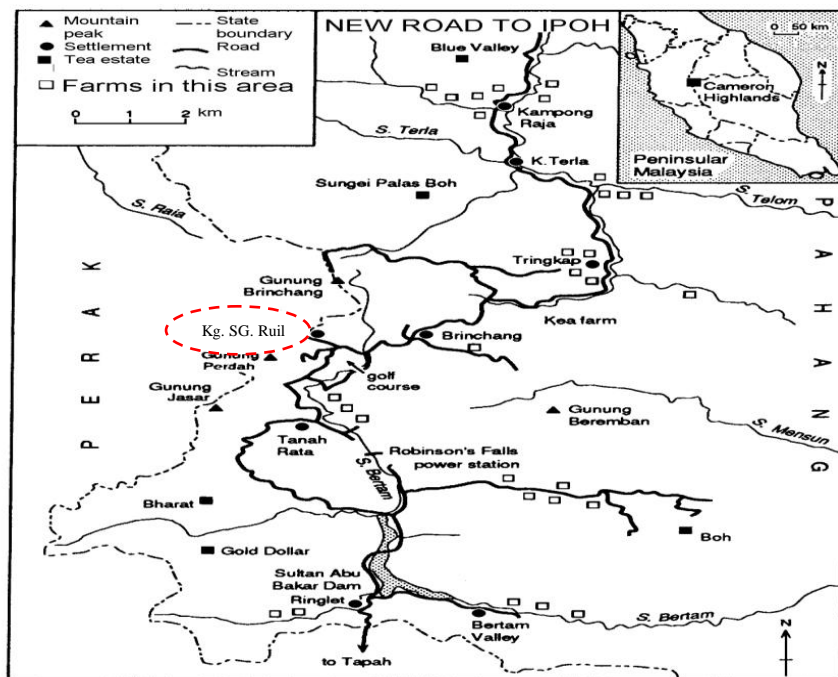 NEW ROAD TO IPOH
Mountain
peak
State
boundary
Settlement
Road
Tea estate
Stream
Farms in this area
0 1 2 km
0 50 km
N
Cameron
Highlands
Peninsular
Malaysia
Blue Valley
Kampong
Raja
S. Terla
K. Terla
Sungei Palas Boh
S. Telom
S. Raia
PERAK
PAHANG
Tringkap
Gunung
Brinchang
Kea farm
Kg. SG. Ruil
Brinchang
Gunung
Perdah
golf
course
Gunung
Jasar
Gunung
Beremban
S. Mensun
Tanah
Rata
Robinson's Falls
power station
S. Bertam
Bharat
Boh
Gold Dollar
Sultan Abu
Bakar Dam
Ringlet
S. Bertam
Bertam
Valley
N
to Tapah